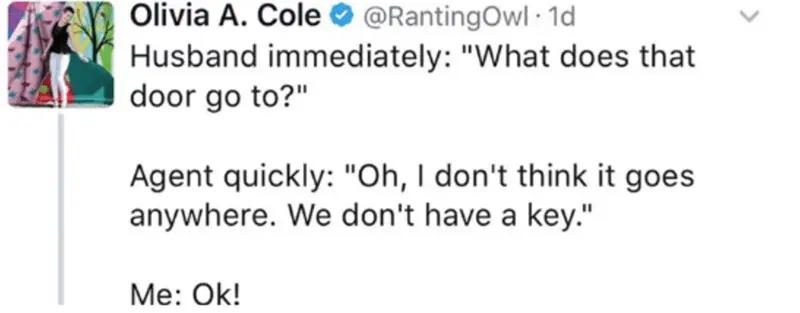 Olivia A. Cole @RantingOwl · 1d
Husband immediately: "What does that
door go to?"
Agent quickly: "Oh, I don't think it goes
anywhere. We don't have a key."
Me: Ok!